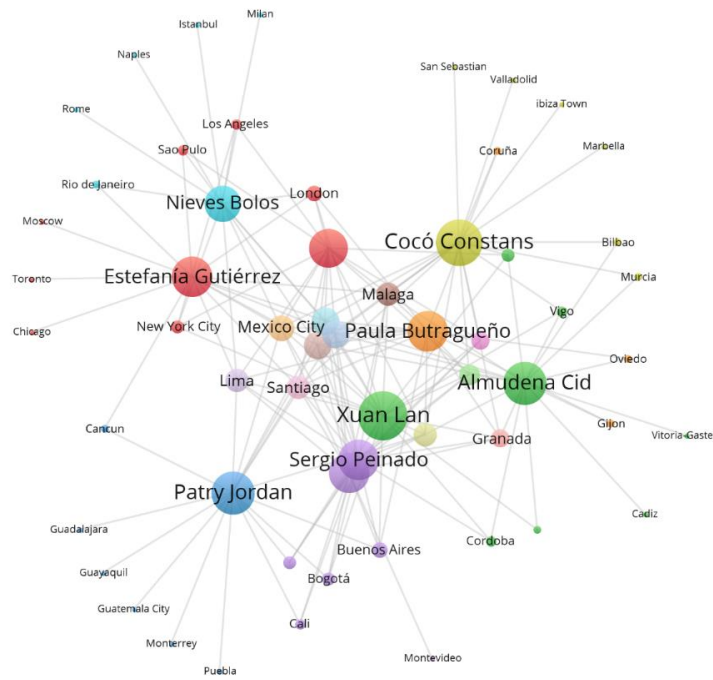 Milan
Istanbul
Naples
San Sebastian
Valladolid
ibiza Town
Rome
Los Angeles
Sao Pulo
Coruña
Marbella
Rio de Janeiro
London
Nieves Bolos
Moscow
Cocó Constans
Bilbao
Estefanía Gutiérrez
Murcia
Toronto
Malaga
Vigo
Chicago
New York City
Mexico City
Paula Butragueño
Oviedo
Lima
Santiago
Almudena Cid
Xuan Lan
Gijon
Cancun
Granada
Vitoria-Gaste
Sergio Peinado
Patry Jordan
Cadiz
Guadalajara
Cordoba
Buenos Aires
Guayaquil
Bogotá
Guatemala City
Cali
Monterrey
Montevideo
Puebla